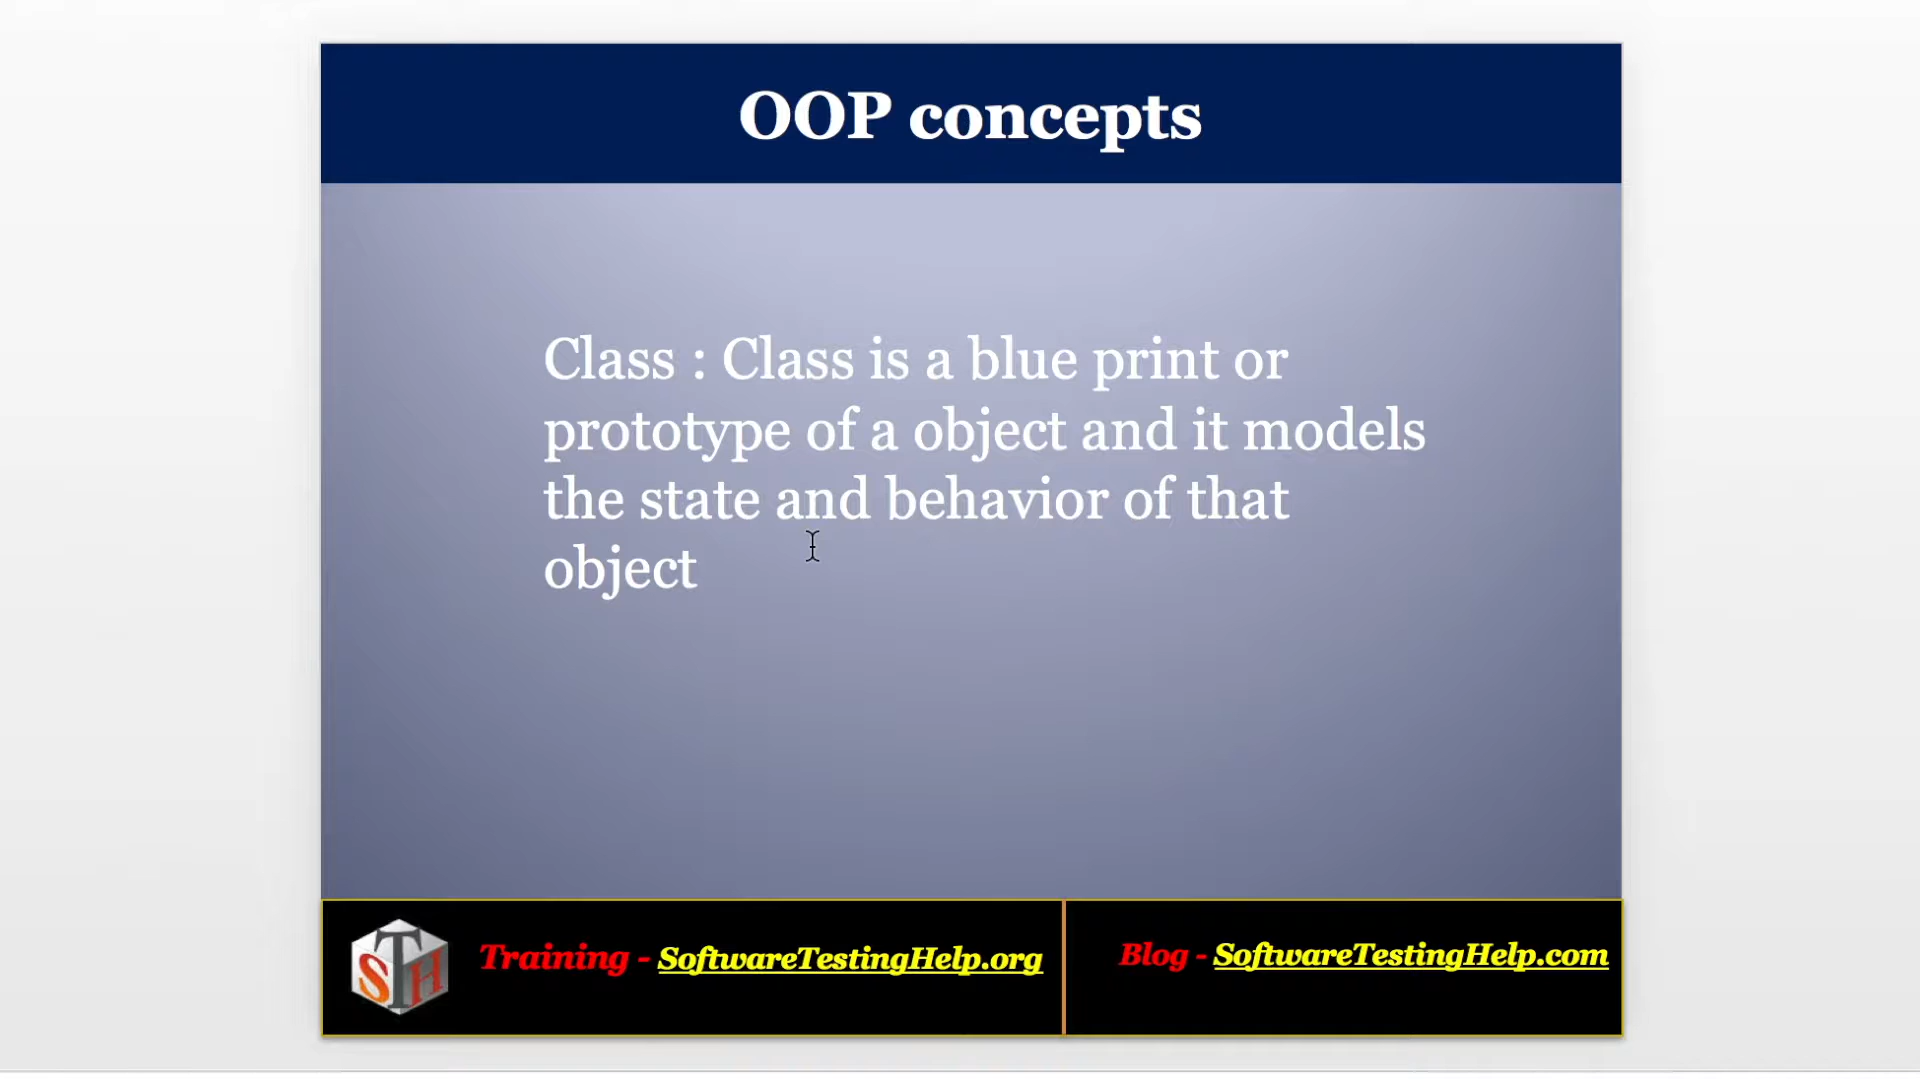 OOP concepts
Class : Class is a blue print or
prototype of a object and it models
the state and behavior of that
object
STH
Training - SoftwareTestingHelp.org
Blog - SoftwareTestingHelp.com